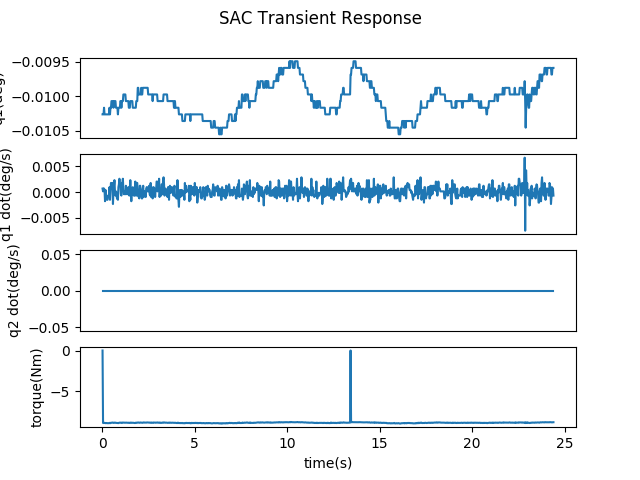 SAC Transient Response
−0.0095
−0.0100
−0.0105
q1(deg)
0.005
0.000
−0.005
q1 dot(deg/s)
0.05
0.00
−0.05
q2 dot(deg/s)
0
−5
torque(Nm)
0 5 10 15 20 25
time(s)